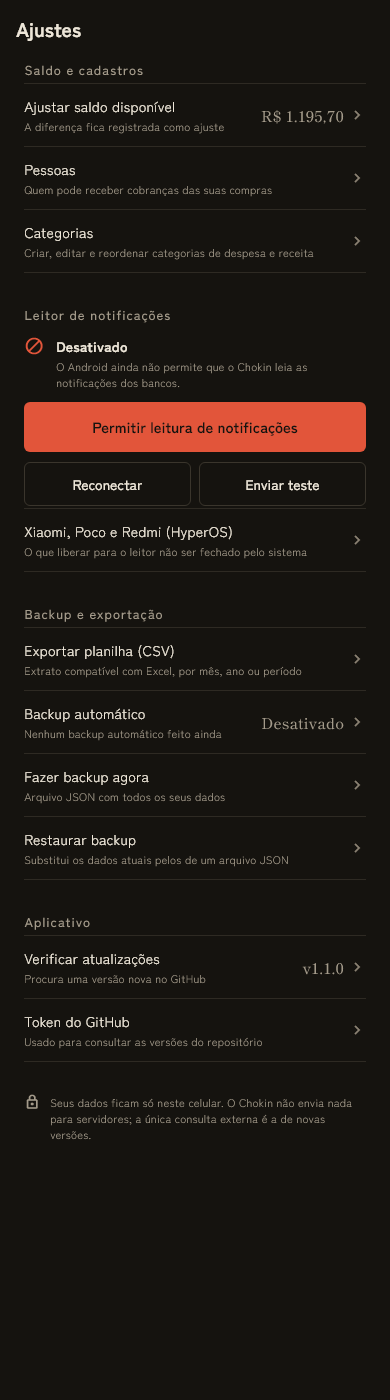 Ajustes
Saldo e cadastros
Ajustar saldo disponível
R$ 1.195,70
A diferença fica registrada como ajuste
Pessoas
Quem pode receber cobranças das suas compras
Categorias
Criar, editar e reordenar categorias de despesa e receita
Leitor de notificações
Desativado
O Android ainda não permite que o Chokin leia as
notificações dos bancos.
Permitir leitura de notificações
Reconectar
Enviar teste
Xiaomi, Poco e Redmi (HyperOS)
O que liberar para o leitor não ser fechado pelo sistema
Backup e exportação
Exportar planilha (CSV)
Extrato compatível com Excel, por mês, ano ou período
Backup automático
Desativado
Nenhum backup automático feito ainda
Fazer backup agora
Arquivo JSON com todos os seus dados
Restaurar backup
Substitui os dados atuais pelos de um arquivo JSON
Aplicativo
Verificar atualizações
v1.1.0
Procura uma versão nova no GitHub
Token do GitHub
Usado para consultar as versões do repositório
Seus dados ficam só neste celular. O Chokin não envia nada
para servidores; a única consulta externa é a de novas
versões.